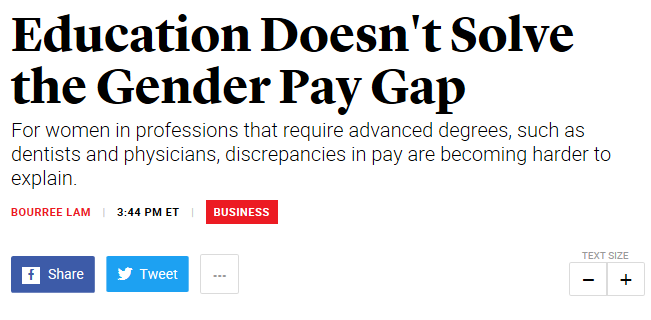 Education Doesn't Solve
the Gender Pay Gap
For women in professions that require advanced degrees, such as
dentists and physicians, discrepancies in pay are becoming harder to
explain.
BOURREE LAM | 3:44 PM ET | BUSINESS
f Share Tweet ---
TEXT SIZE
− +